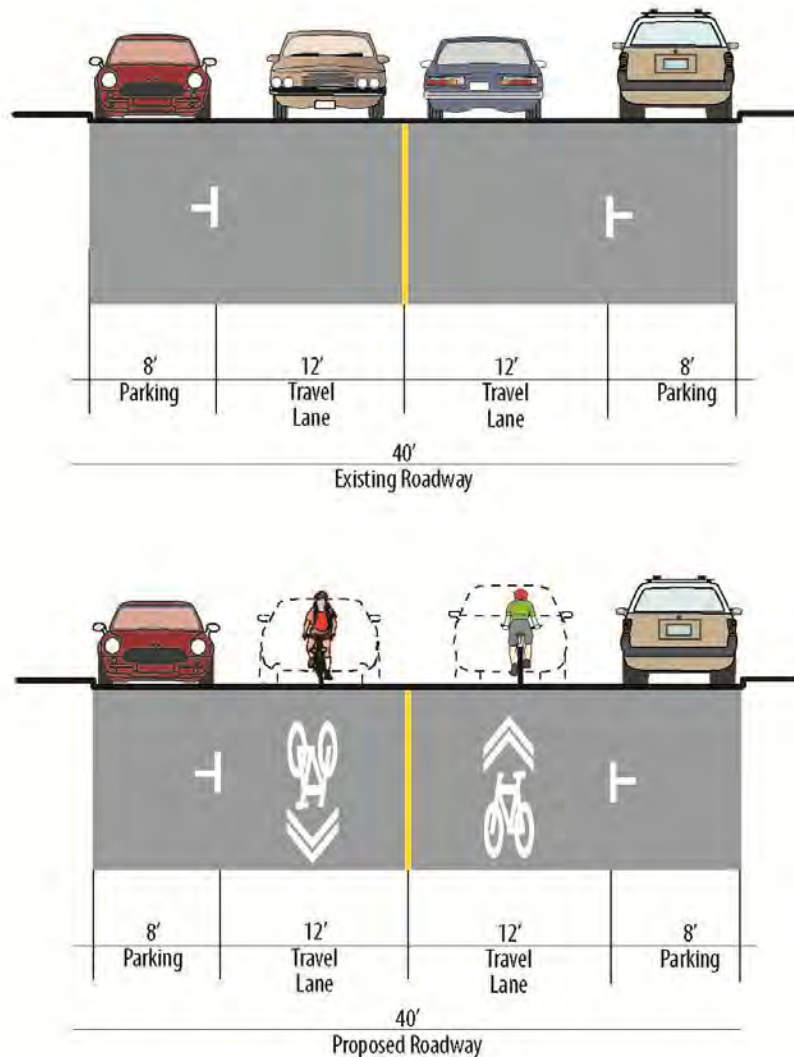 8’ 12’ 12’ 8’
Parking Travel Travel Parking
Lane Lane
40’
Existing Roadway
8’ 12’ 12’ 8’
Parking Travel Travel Parking
Lane Lane
40’
Proposed Roadway